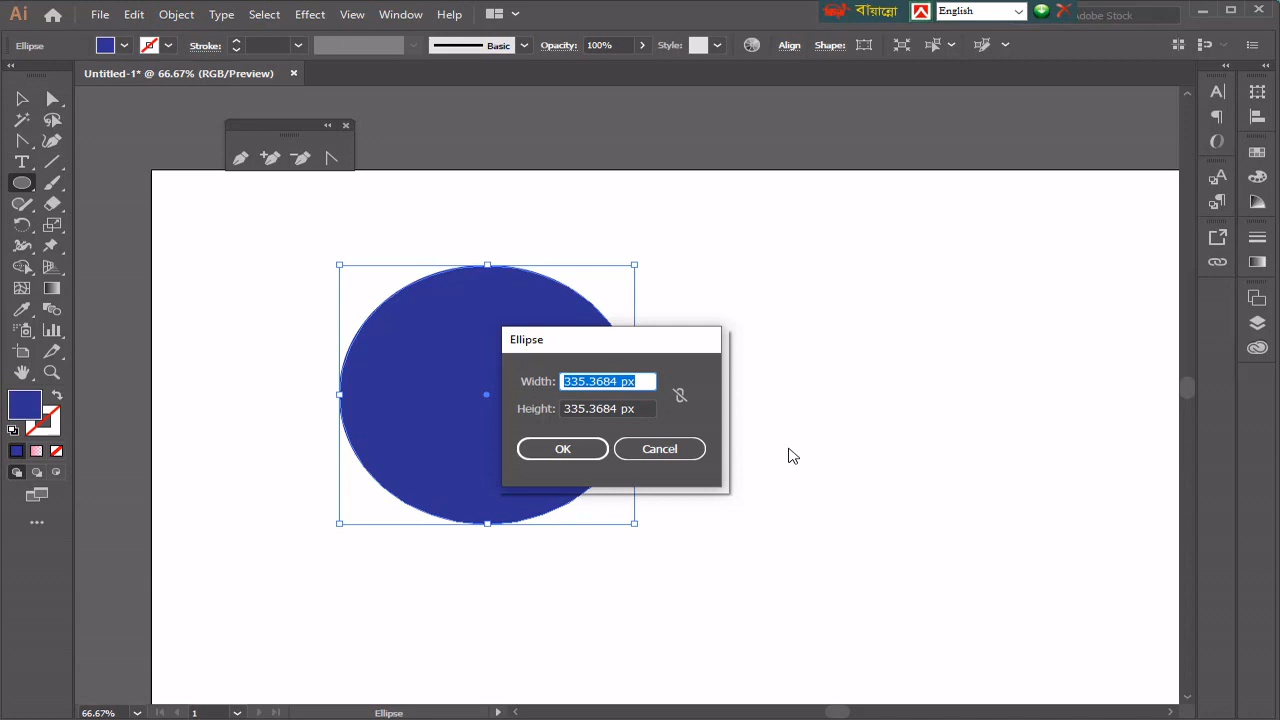 Ai File Edit Object Type Select Effect View Window Help বায়ান্নো English Adobe Stock
Ellipse Stroke: Basic Opacity: 100% Style: Align Shape:
Untitled-1* @ 66.67% (RGB/Preview)
Ellipse
Width: 335.3684 px
Height: 335.3684 px
OK Cancel
66.67% 1 Ellipse